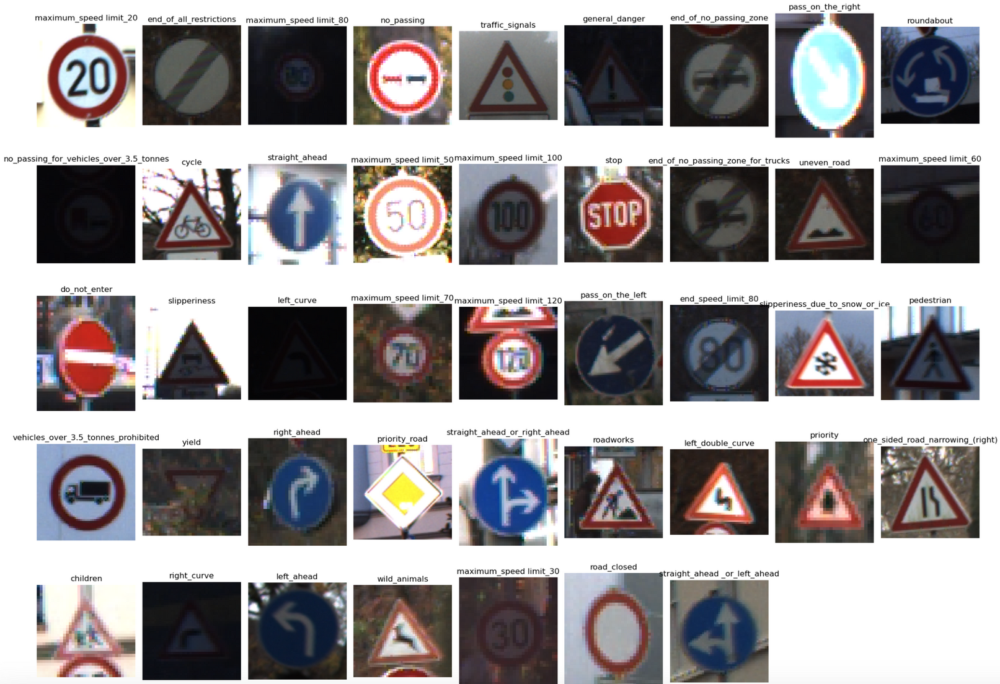 maximum_speed limit_20
end_of_all_restrictions
maximum_speed limit_80
no_passing
traffic_signals
general_danger
end_of_no_passing_zone
pass_on_the_right
roundabout
20
80
no_passing_for_vehicles_over_3.5_tonnes
cycle
straight_ahead
maximum_speed limit_50
maximum_speed limit_100
stop
end_of_no_passing_zone_for_trucks
uneven_road
maximum_speed limit_60
50
100
STOP
60
do_not_enter
slipperiness
left_curve
maximum_speed limit_70
maximum_speed limit_120
pass_on_the_left
end_speed_limit_80
slipperiness_due_to_snow_or_ice
pedestrian
70
120
80
vehicles_over_3.5_tonnes_prohibited
yield
right_ahead
priority_road
straight_ahead_or_right_ahead
roadworks
left_double_curve
priority
one_sided_road_narrowing_(right)
children
right_curve
left_ahead
wild_animals
maximum_speed limit_30
road_closed
straight_ahead _or_left_ahead
30